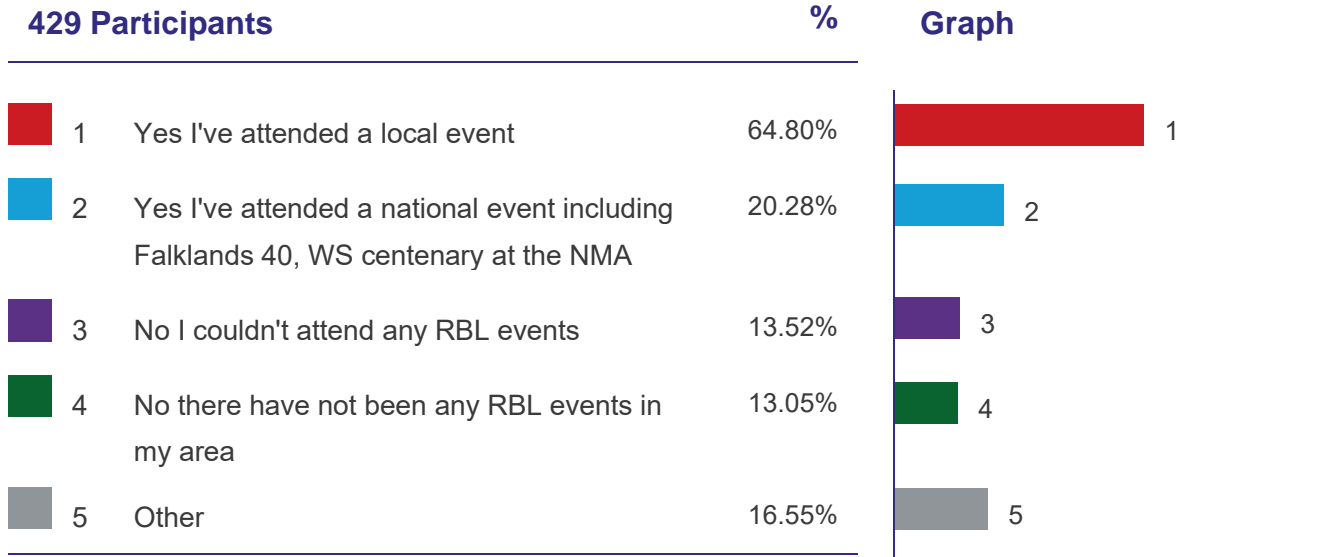 429 Participants % Graph
1 Yes I've attended a local event 64.80% 1
2 Yes I've attended a national event including 20.28% 2
Falklands 40, WS centenary at the NMA
3 No I couldn't attend any RBL events 13.52% 3
4 No there have not been any RBL events in 13.05% 4
my area
5 Other 16.55% 5